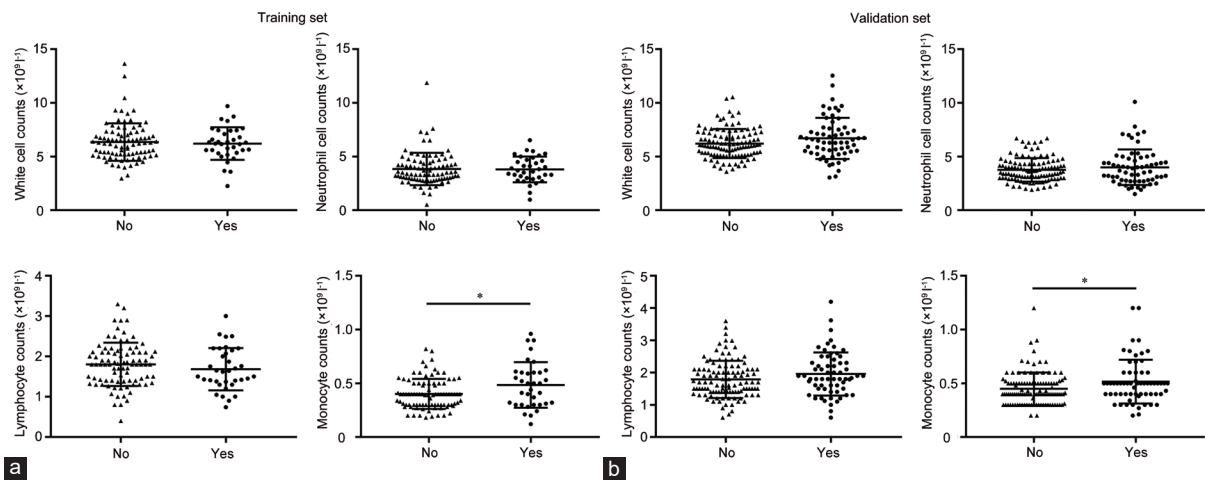 Training set
Validation set
White cell counts (×10⁹ l⁻¹)
15
10
5
0
No Yes
Neutrophil cell counts (×10⁹ l⁻¹)
15
10
5
0
No Yes
White cell counts (×10⁹ l⁻¹)
15
10
5
0
No Yes
Neutrophil cell counts (×10⁹ l⁻¹)
15
10
5
0
No Yes
Lymphocyte counts (×10⁹ l⁻¹)
4
3
2
1
0
No Yes
Monocyte counts (×10⁹ l⁻¹)
1.5
1.0
0.5
0
*
No Yes
Lymphocyte counts (×10⁹ l⁻¹)
5
4
3
2
1
0
No Yes
Monocyte counts (×10⁹ l⁻¹)
1.5
1.0
0.5
0
*
No Yes
a
b